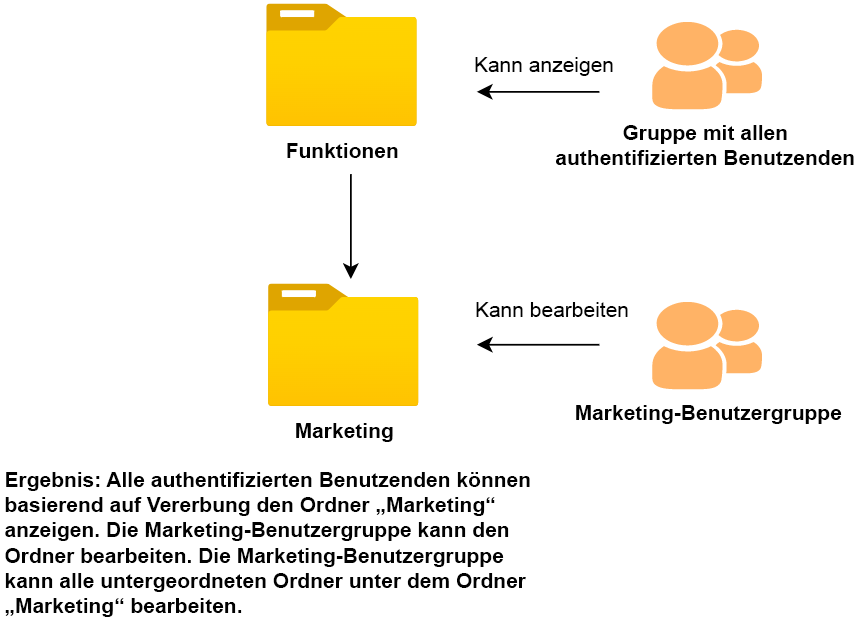 Kann anzeigen
Gruppe mit allen
authentifizierten Benutzenden
Funktionen
Kann bearbeiten
Marketing-Benutzergruppe
Marketing
Ergebnis: Alle authentifizierten Benutzenden können
basierend auf Vererbung den Ordner „Marketing“
anzeigen. Die Marketing-Benutzergruppe kann den
Ordner bearbeiten. Die Marketing-Benutzergruppe
kann alle untergeordneten Ordner unter dem Ordner
„Marketing“ bearbeiten.